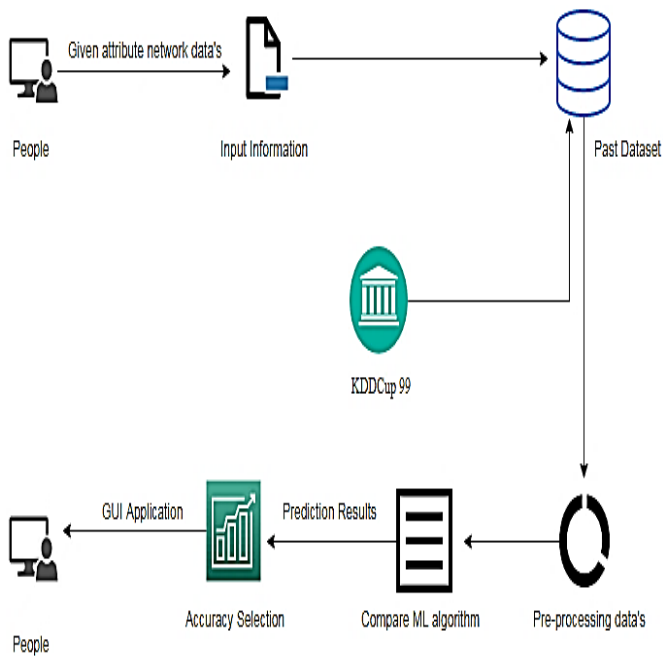 Given attribute network data's
People
Input Information
Past Dataset
KDDCup 99
GUI Application
Prediction Results
Accuracy Selection
Compare ML algorithm
Pre-processing data's
People